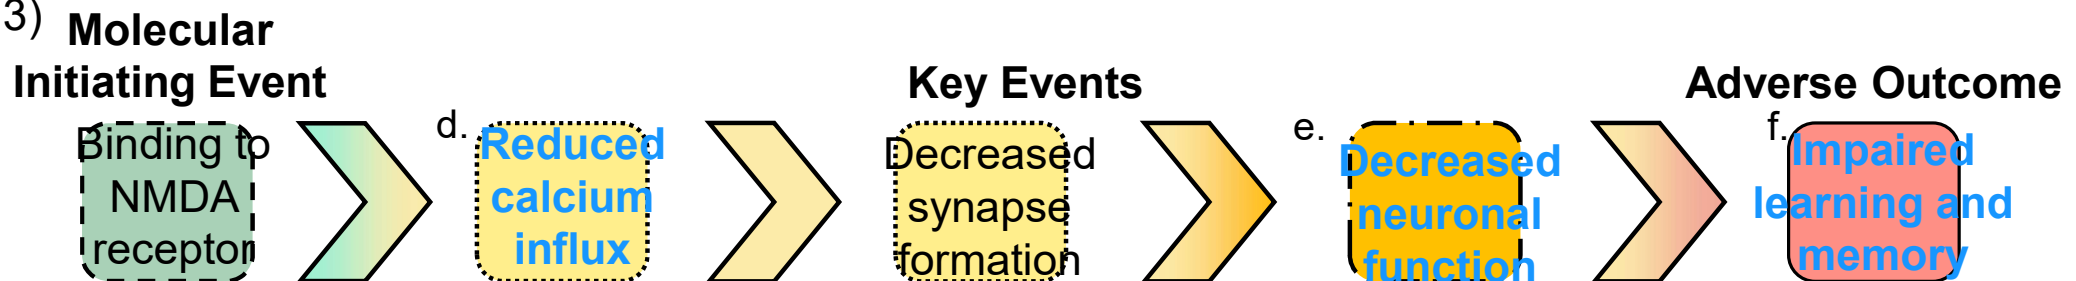 3)
Molecular
Initiating Event
Key Events
Adverse Outcome
Binding to
NMDA
receptor
d.
Reduced
calcium
influx
Decreased
synapse
formation
e.
Decreased
neuronal
function
f.
Impaired
learning and
memory